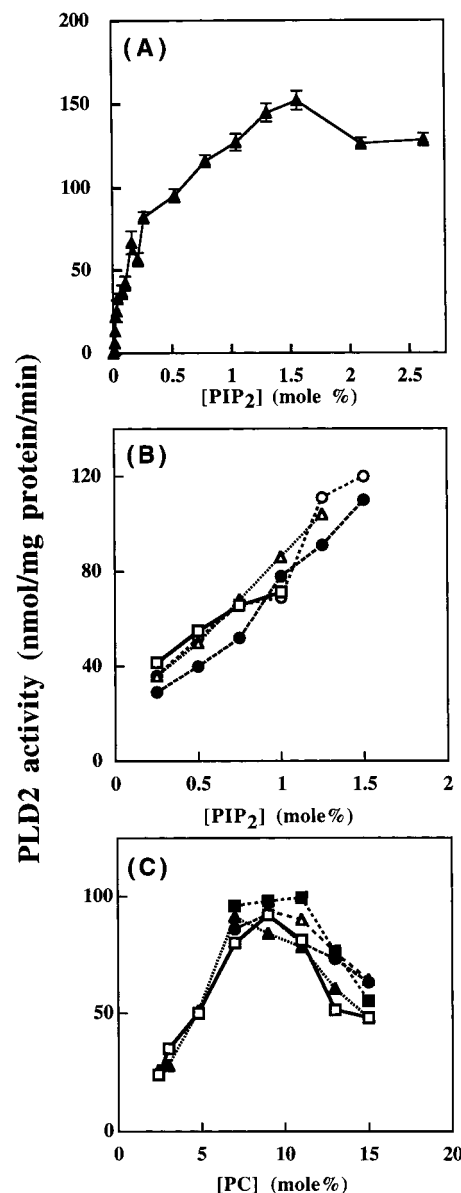 PLD2 activity (nmol/mg protein/min)
(A)
200
150
100
50
0
0 0.5 1 1.5 2 2.5
[PIP₂] (mole %)
(B)
120
80
40
0
0 0.5 1 1.5 2
[PIP₂] (mole%)
(C)
100
50
0
0 5 10 15 20
[PC] (mole%)